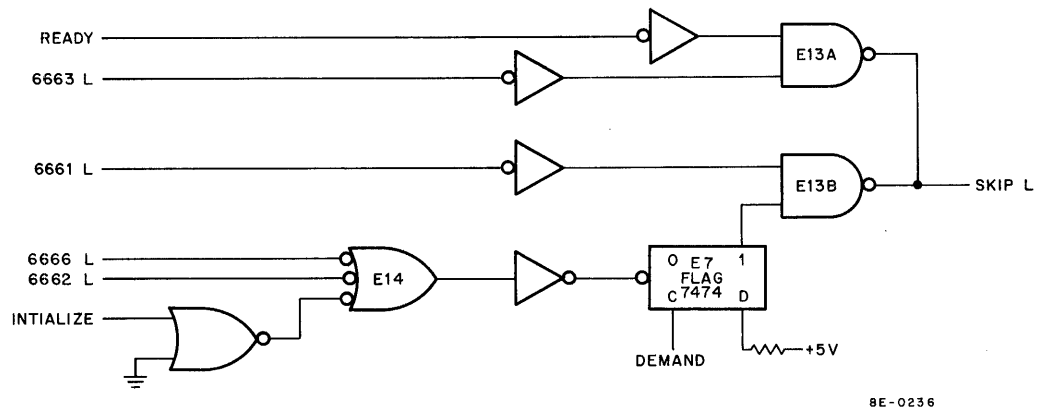 READY
E13A
6663 L
6661 L
E13B
SKIP L
6666 L
6662 L
E14
0 E7 1
FLAG
C 7474 D
INTIALIZE
DEMAND
+5V
8E-0236